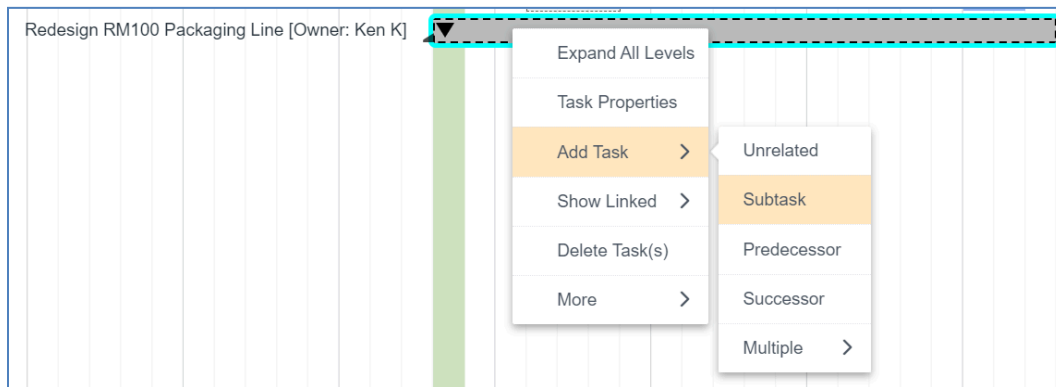 Redesign RM100 Packaging Line [Owner: Ken K]
Expand All Levels
Task Properties
Add Task
Show Linked
Delete Task(s)
More
Unrelated
Subtask
Predecessor
Successor
Multiple